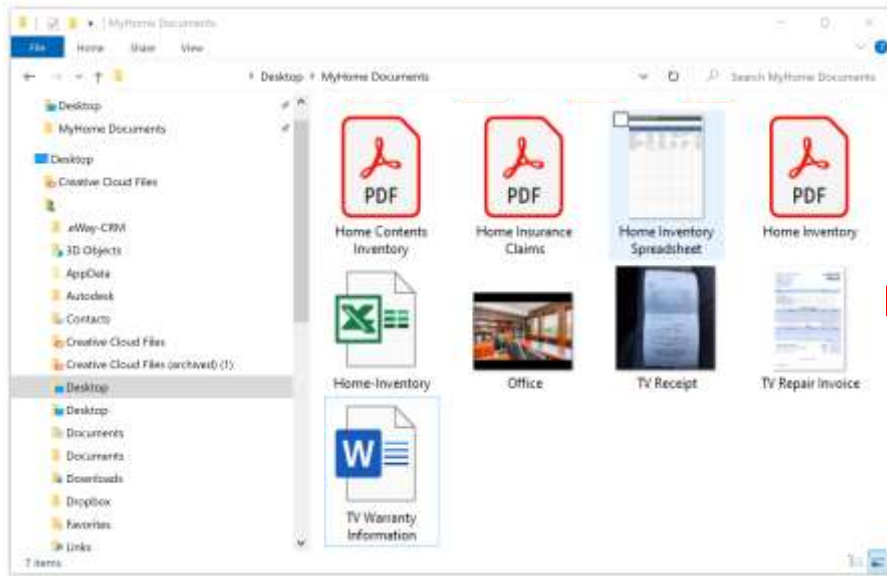 MyHome Documents
File Home Share View
Desktop MyHome Documents
Search MyHome Documents
Desktop
MyHome Documents
Desktop
Creative Cloud Files
eWay-CRM
3D Objects
AppData
Autodesk
Contacts
Creative Cloud Files
Creative Cloud Files (archived) (1)
Desktop
Desktop
Documents
Documents
Downloads
Dropbox
Favorites
Links
PDF PDF PDF
Home Contents Home Insurance Home Inventory Home Inventory
Inventory Claims Spreadsheet
Home-Inventory Office TV Receipt TV Repair Invoice
W
TV Warranty
Information
7 items